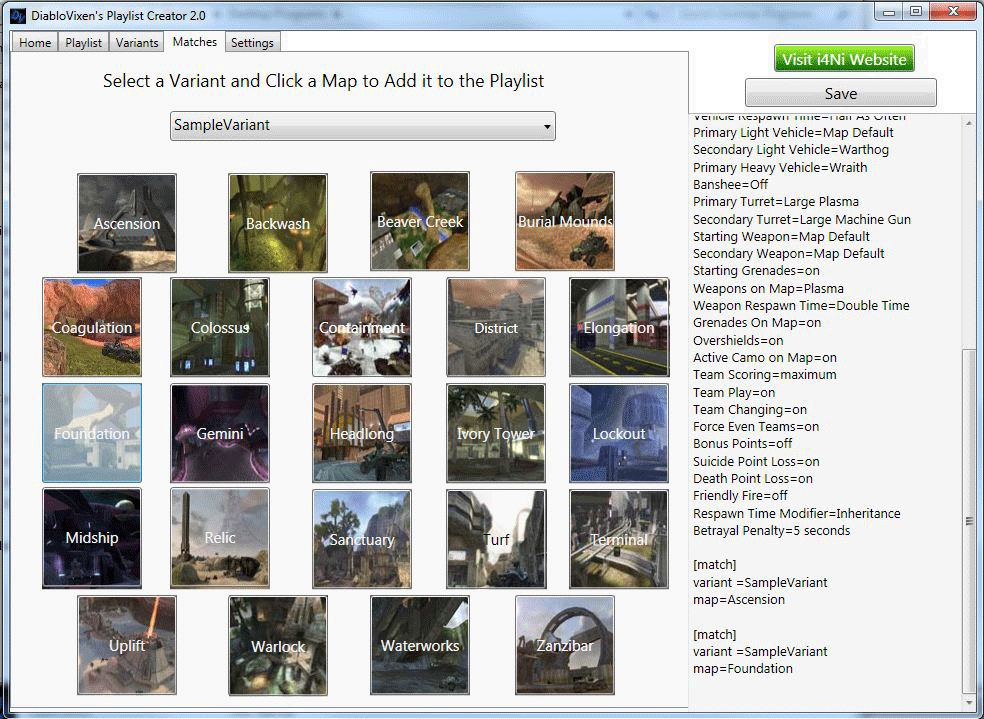 DiabloVixen's Playlist Creator 2.0
Home Playlist Variants Matches Settings
Select a Variant and Click a Map to Add it to the Playlist
SampleVariant
Ascension Backwash Beaver Creek Burial Mounds
Coagulation Colossus Containment District Elongation
Foundation Gemini Headlong Ivory Tower Lockout
Midship Relic Sanctuary Turf Terminal
Uplift Warlock Waterworks Zanzibar
Visit i4Ni Website
Save
Vehicle Respawn Time=Half As Often
Primary Light Vehicle=Map Default
Secondary Light Vehicle=Warthog
Primary Heavy Vehicle=Wraith
Banshee=Off
Primary Turret=Large Plasma
Secondary Turret=Large Machine Gun
Starting Weapon=Map Default
Secondary Weapon=Map Default
Starting Grenades=on
Weapons on Map=Plasma
Weapon Respawn Time=Double Time
Grenades On Map=on
Overshields=on
Active Camo on Map=on
Team Scoring=maximum
Team Play=on
Team Changing=on
Force Even Teams=on
Bonus Points=off
Suicide Point Loss=on
Death Point Loss=on
Friendly Fire=off
Respawn Time Modifier=Inheritance
Betrayal Penalty=5 seconds
[match]
variant =SampleVariant
map=Ascension
[match]
variant =SampleVariant
map=Foundation